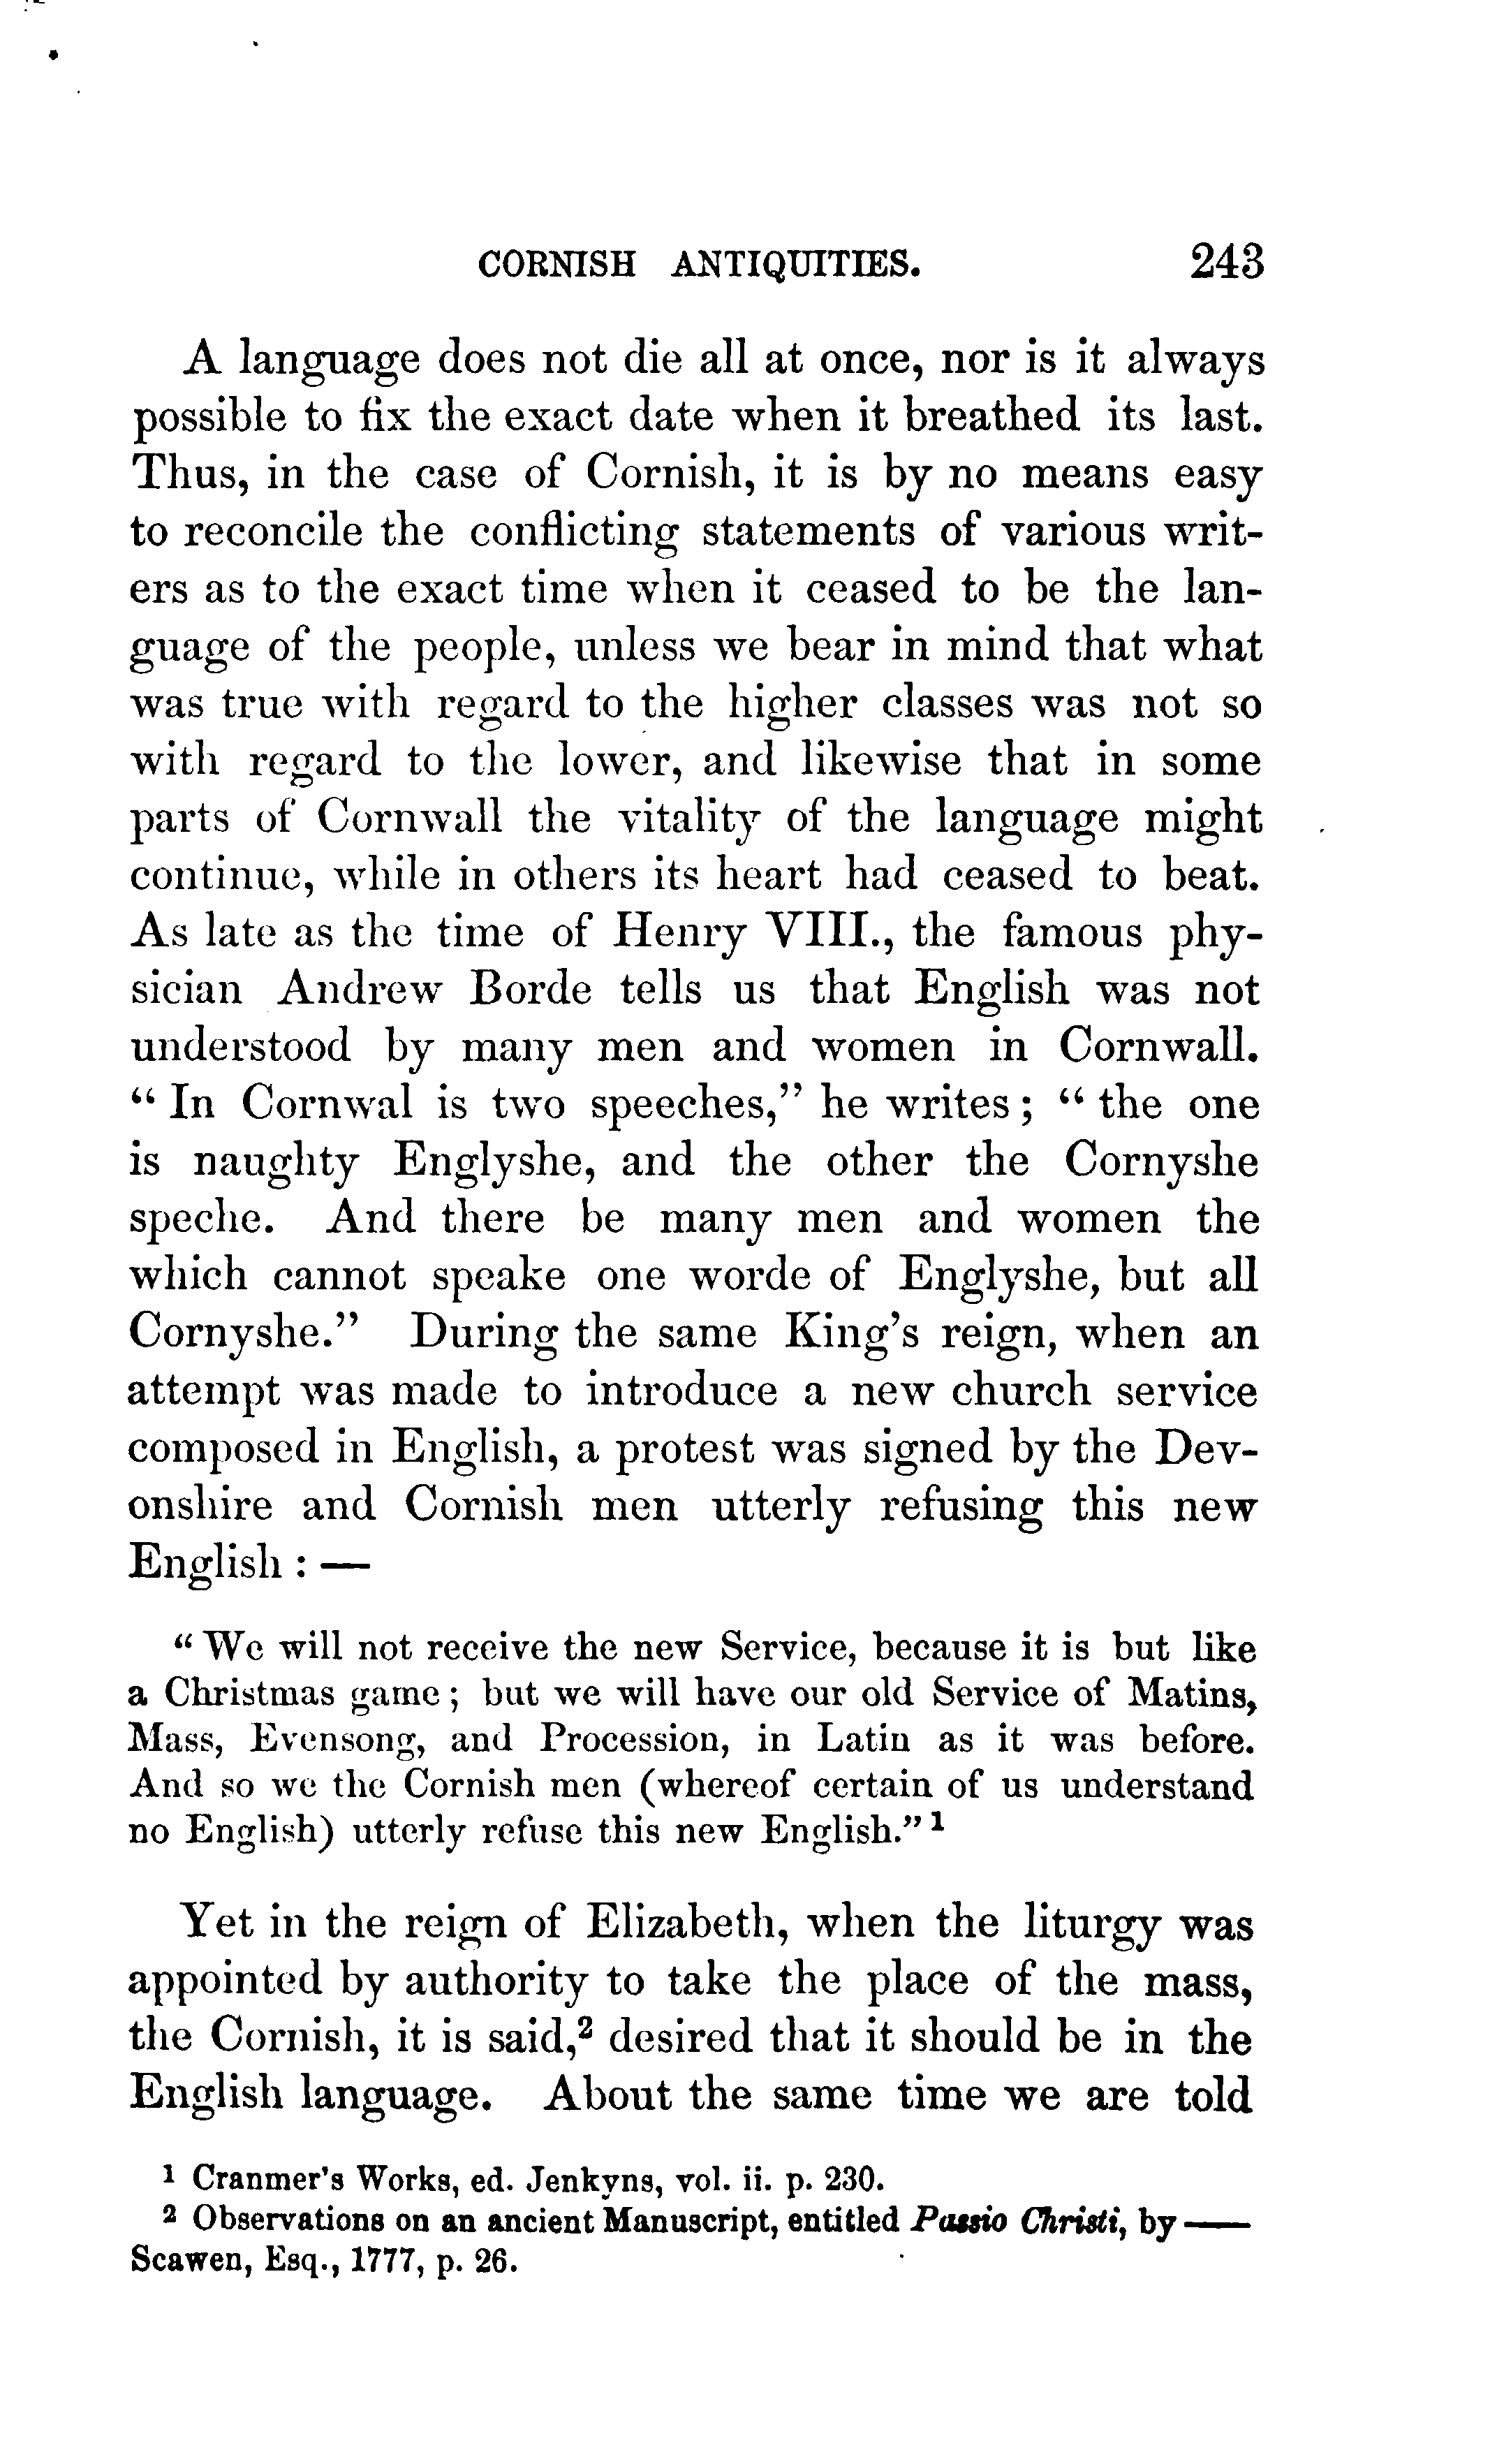 CORNISH ANTIQUITIES. 243
A language does not die all at once, nor is it always
possible to fix the exact date when it breathed its last.
Thus, in the case of Cornish, it is by no means easy
to reconcile the conflicting statements of various writ-
ers as to the exact time when it ceased to be the lan-
guage of the people, unless we bear in mind that what
was true with regard to the higher classes was not so
with regard to the lower, and likewise that in some
parts of Cornwall the vitality of the language might
continue, while in others its heart had ceased to beat.
As late as the time of Henry VIII., the famous phy-
sician Andrew Borde tells us that English was not
understood by many men and women in Cornwall.
“ In Cornwal is two speeches,” he writes ; “ the one
is naughty Englyshe, and the other the Cornyshe
speche. And there be many men and women the
which cannot speake one worde of Englyshe, but all
Cornyshe.” During the same King’s reign, when an
attempt was made to introduce a new church service
composed in English, a protest was signed by the Dev-
onshire and Cornish men utterly refusing this new
English : —
“ We will not receive the new Service, because it is but like
a Christmas game ; but we will have our old Service of Matins,
Mass, Evensong, and Procession, in Latin as it was before.
And so we the Cornish men (whereof certain of us understand
no English) utterly refuse this new English.” ¹
Yet in the reign of Elizabeth, when the liturgy was
appointed by authority to take the place of the mass,
the Cornish, it is said,² desired that it should be in the
English language. About the same time we are told
¹ Cranmer’s Works, ed. Jenkyns, vol. ii. p. 230.
² Observations on an ancient Manuscript, entitled Passio Christi, by ——
Scawen, Esq., 1777, p. 26.